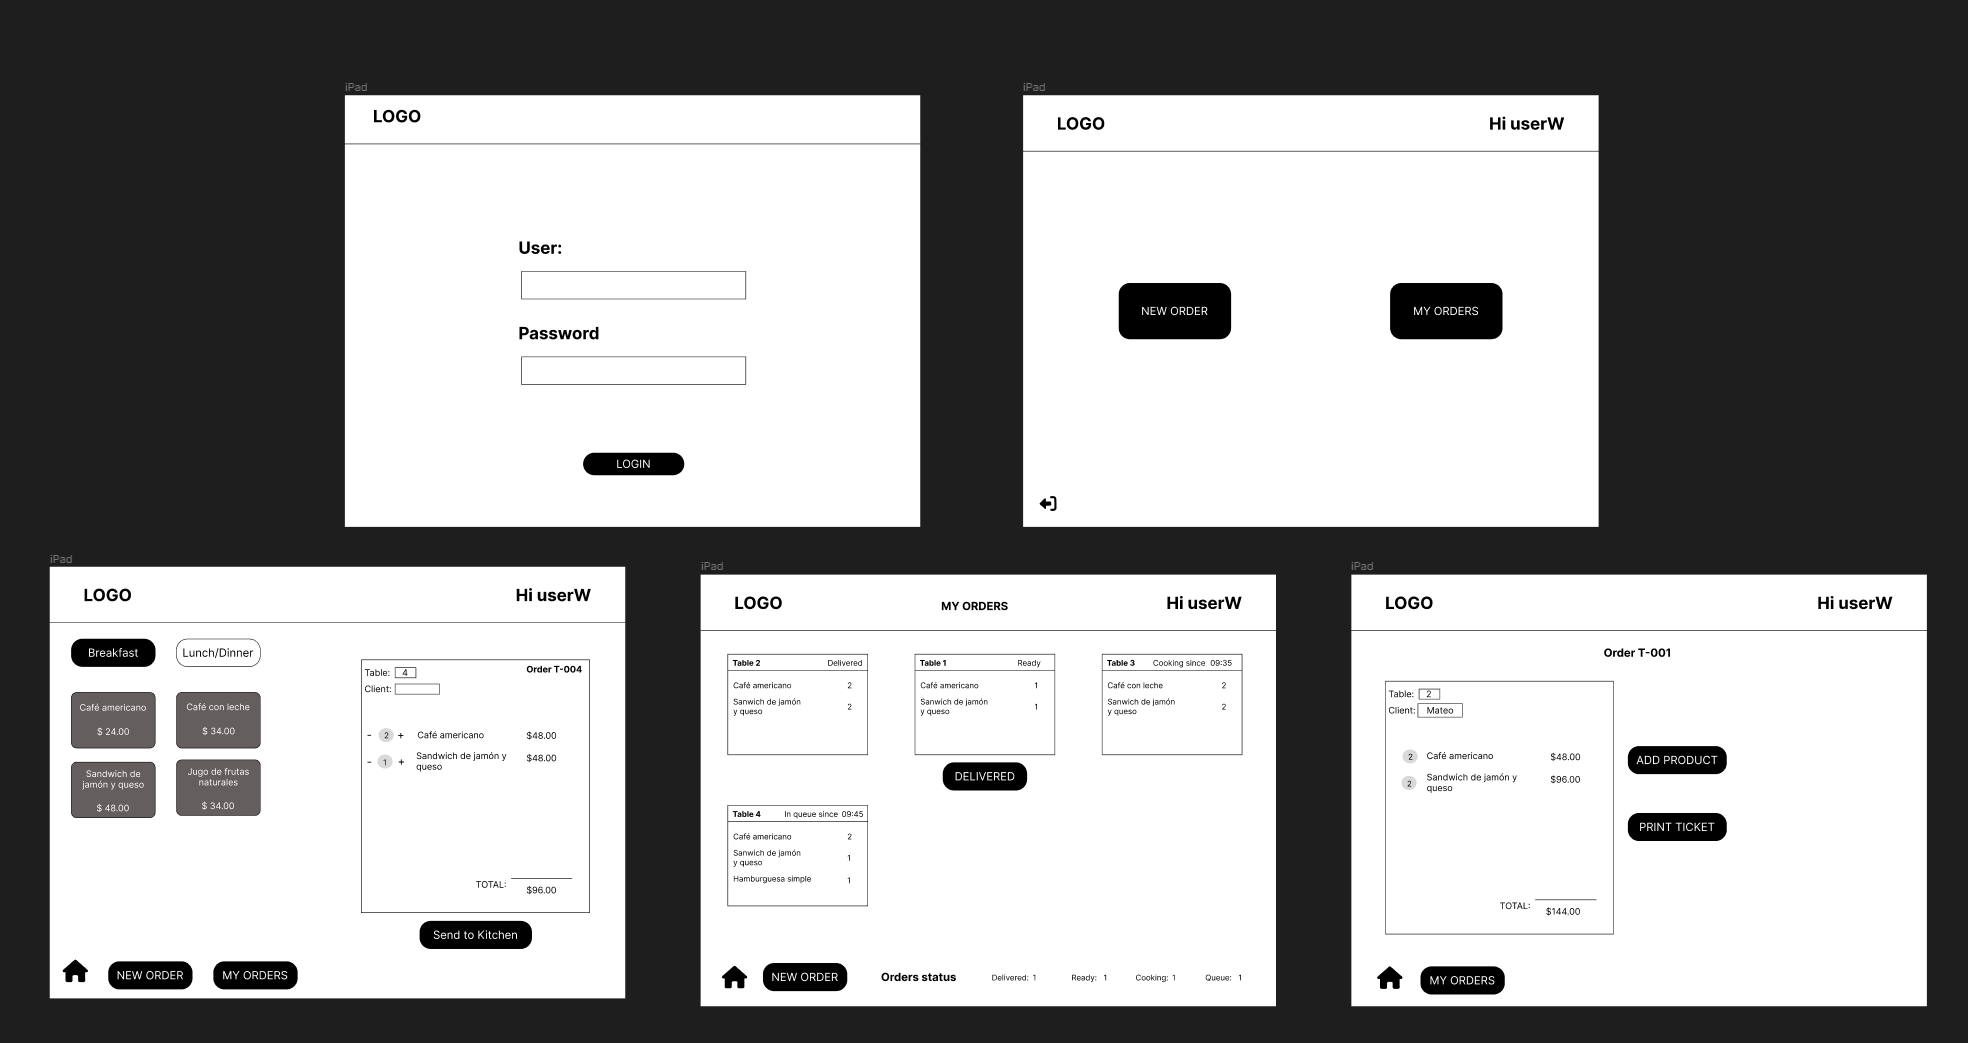 iPad
LOGO
User:
Password
LOGIN
iPad
LOGO
Hi userW
NEW ORDER
MY ORDERS
iPad
LOGO
Hi userW
Breakfast
Lunch/Dinner
Café americano
$ 24.00
Café con leche
$ 34.00
Sandwich de
jamón y queso
$ 48.00
Jugo de frutas
naturales
$ 34.00
Table: 4
Order T-004
Client:
- 2 + Café americano $48.00
- 1 + Sandwich de jamón y $48.00
queso
TOTAL:
$96.00
Send to Kitchen
NEW ORDER
MY ORDERS
iPad
LOGO
MY ORDERS
Hi userW
Table 2 Delivered
Café americano 2
Sanwich de jamón 2
y queso
Table 1 Ready
Café americano 1
Sanwich de jamón 1
y queso
DELIVERED
Table 3 Cooking since 09:35
Café con leche 2
Sanwich de jamón 2
y queso
Table 4 In queue since 09:45
Café americano 2
Sanwich de jamón
y queso 1
Hamburguesa simple 1
NEW ORDER
Orders status Delivered: 1 Ready: 1 Cooking: 1 Queue: 1
iPad
LOGO
Hi userW
Order T-001
Table: 2
Client: Mateo
2 Café americano $48.00
2 Sandwich de jamón y $96.00
queso
TOTAL:
$144.00
ADD PRODUCT
PRINT TICKET
MY ORDERS